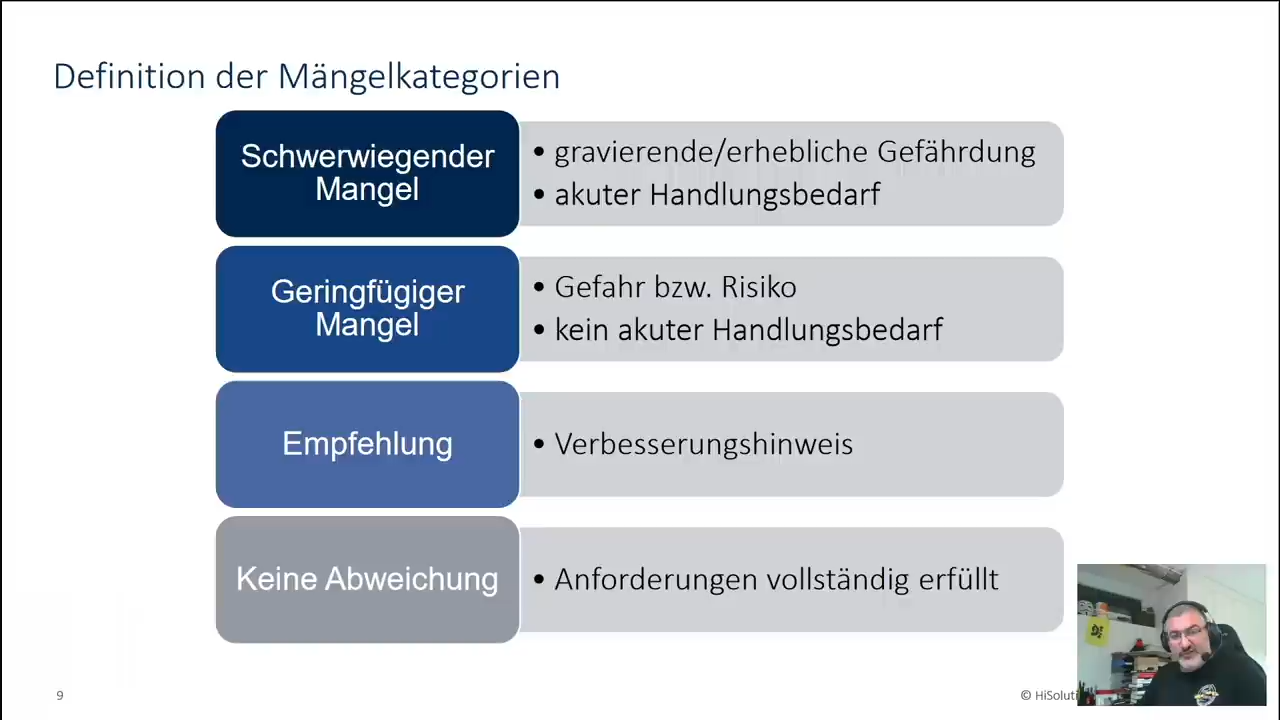 Definition der Mängelkategorien
Schwerwiegender
Mangel
• gravierende/erhebliche Gefährdung
• akuter Handlungsbedarf
Geringfügiger
Mangel
• Gefahr bzw. Risiko
• kein akuter Handlungsbedarf
Empfehlung
• Verbesserungshinweis
Keine Abweichung
• Anforderungen vollständig erfüllt
9
©